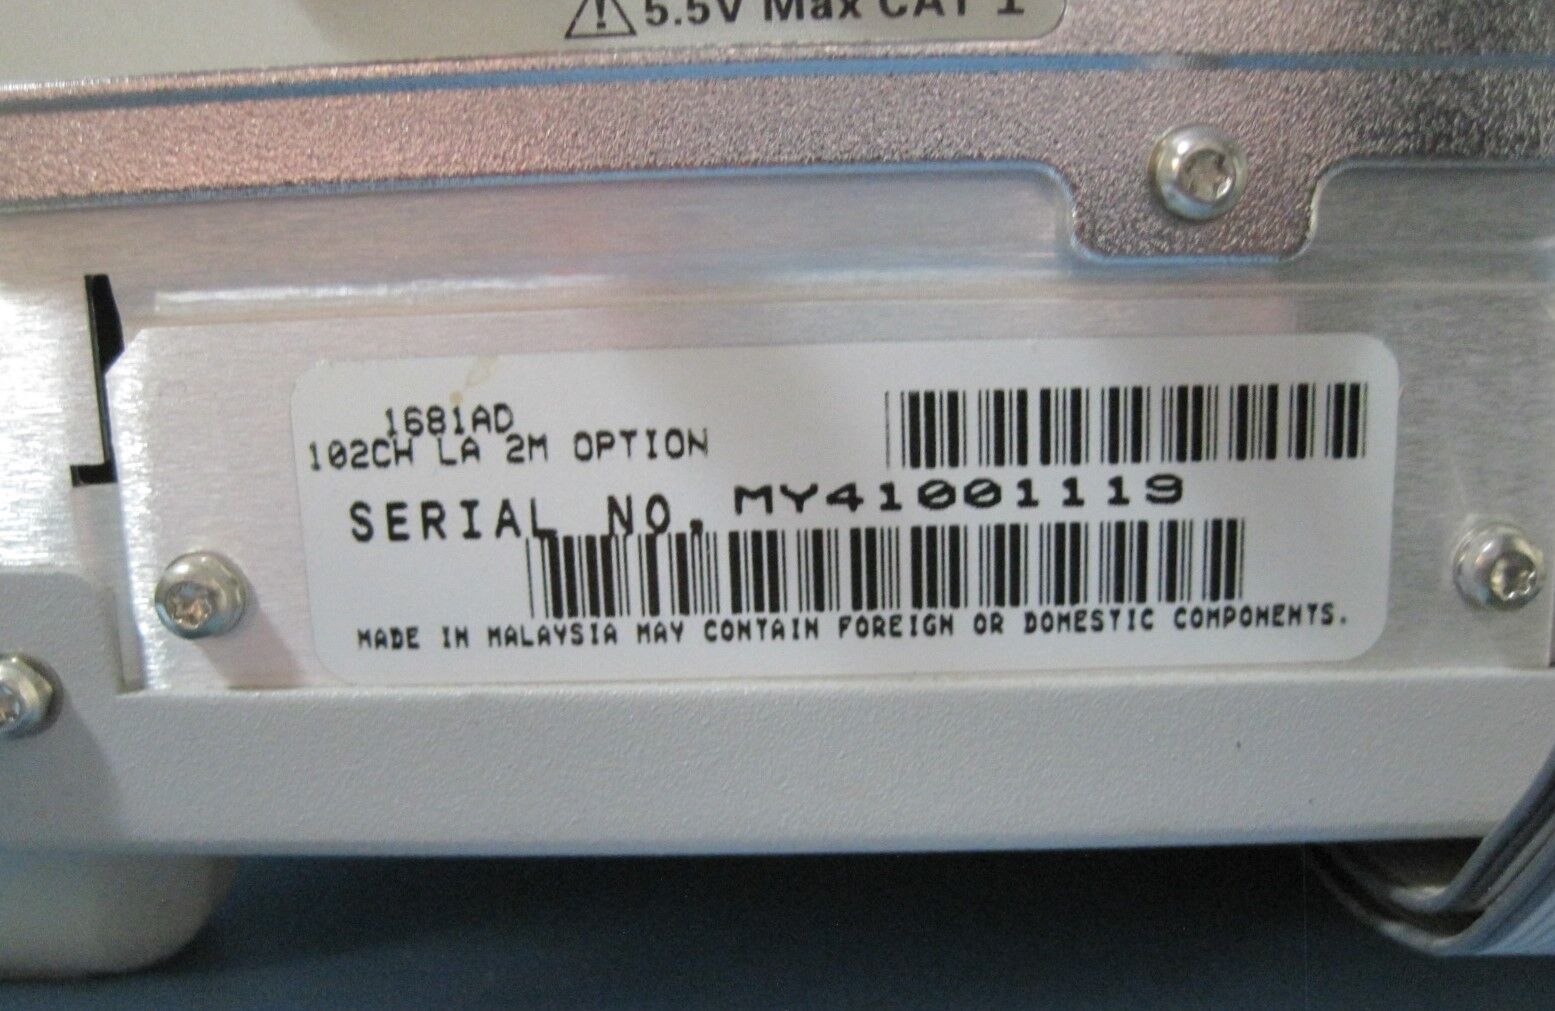 5.5V Max CAT I
1681AD
102CH LA 2M OPTION
SERIAL NO. MY41001119
MADE IN MALAYSIA MAY CONTAIN FOREIGN OR DOMESTIC COMPONENTS.